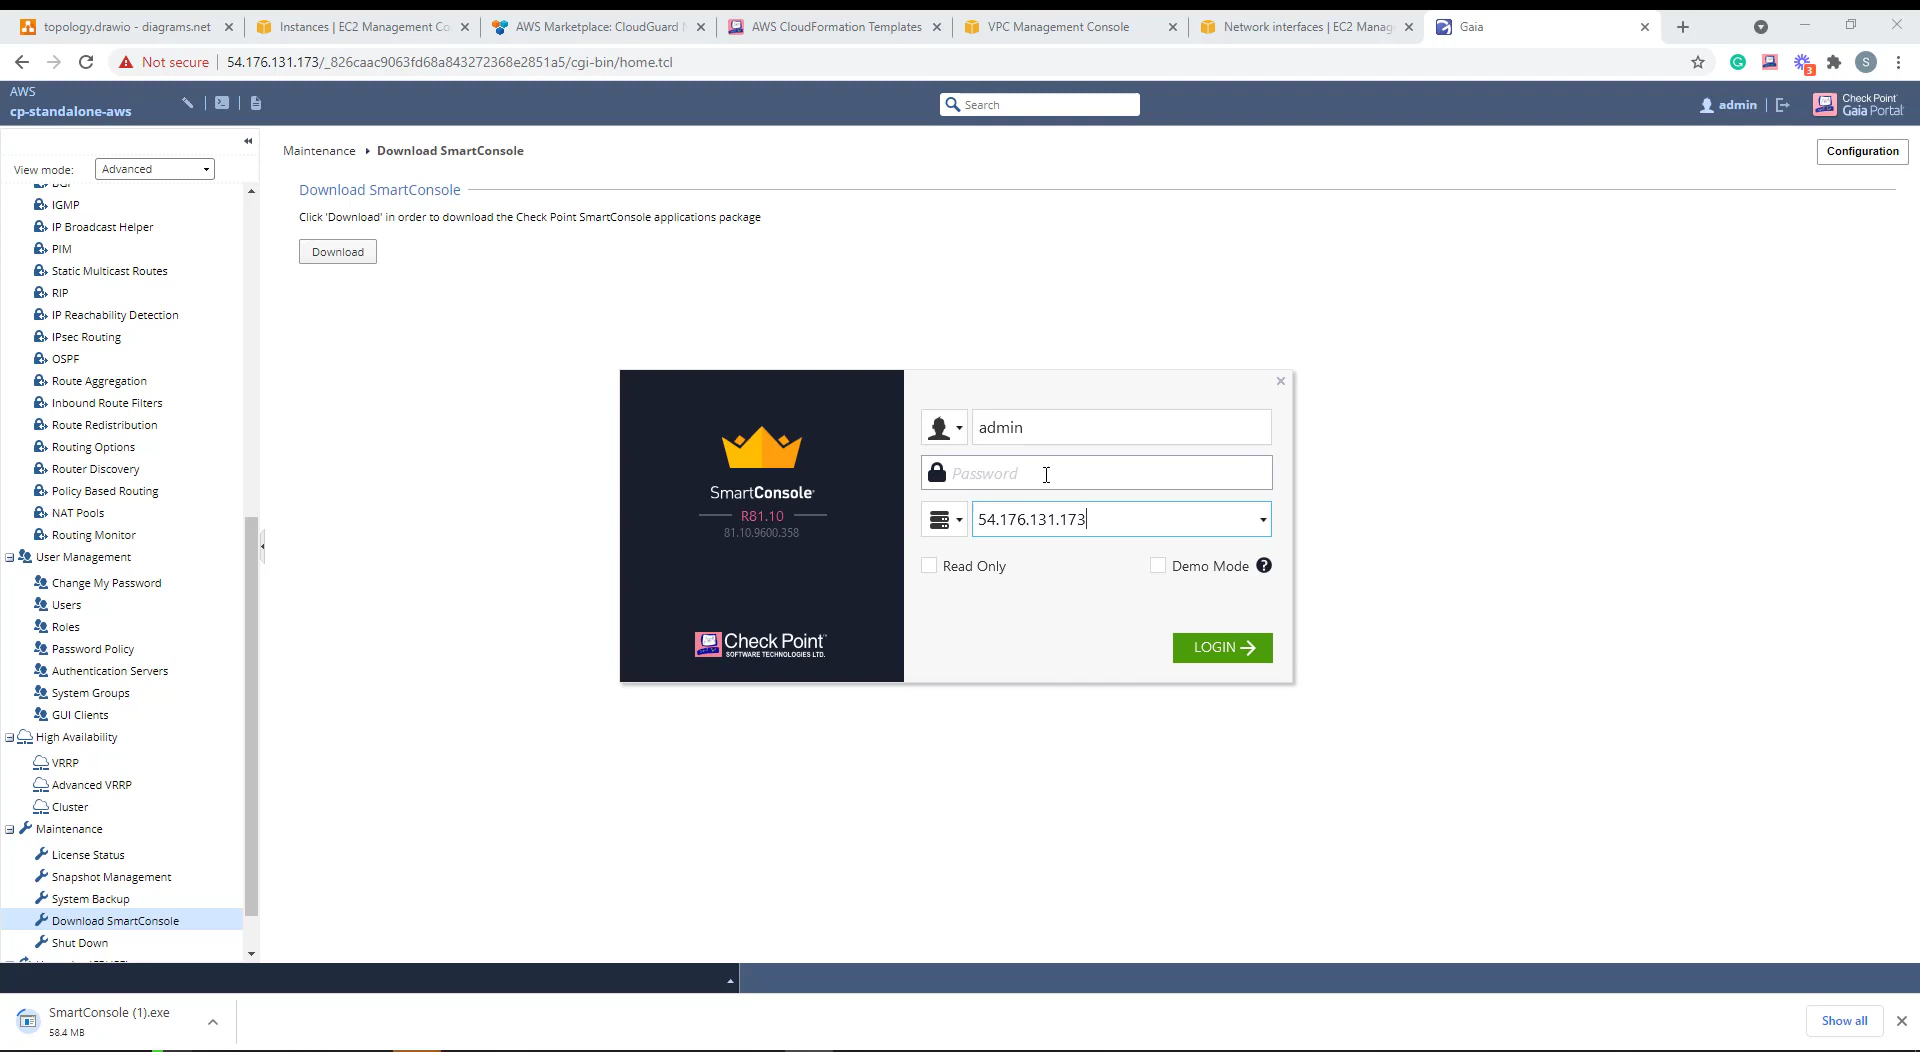 topology.drawio - diagrams.net
Instances | EC2 Management Co
AWS Marketplace: CloudGuard N
AWS CloudFormation Templates
VPC Management Console
Network interfaces | EC2 Manag
Gaia
Not secure
54.176.131.173/_826caac9063fd68a843272368e2851a5/cgi-bin/home.tcl
3
S
AWS
cp-standalone-aws
Search
admin
Check Point
Gaia Portal
View mode:
Advanced
Maintenance
Download SmartConsole
Configuration
Download SmartConsole
Click 'Download' in order to download the Check Point SmartConsole applications package
Download
BGP
IGMP
IP Broadcast Helper
PIM
Static Multicast Routes
RIP
IP Reachability Detection
IPsec Routing
OSPF
Route Aggregation
Inbound Route Filters
Route Redistribution
Routing Options
Router Discovery
Policy Based Routing
NAT Pools
Routing Monitor
User Management
Change My Password
Users
Roles
Password Policy
Authentication Servers
System Groups
GUI Clients
High Availability
VRRP
Advanced VRRP
Cluster
Maintenance
License Status
Snapshot Management
System Backup
Download SmartConsole
Shut Down
SmartConsole
R81.10
81.10.9600.358
Check Point
SOFTWARE TECHNOLOGIES LTD.
admin
Password
54.176.131.173
Read Only
Demo Mode
LOGIN
SmartConsole (1).exe
58.4 MB
Show all